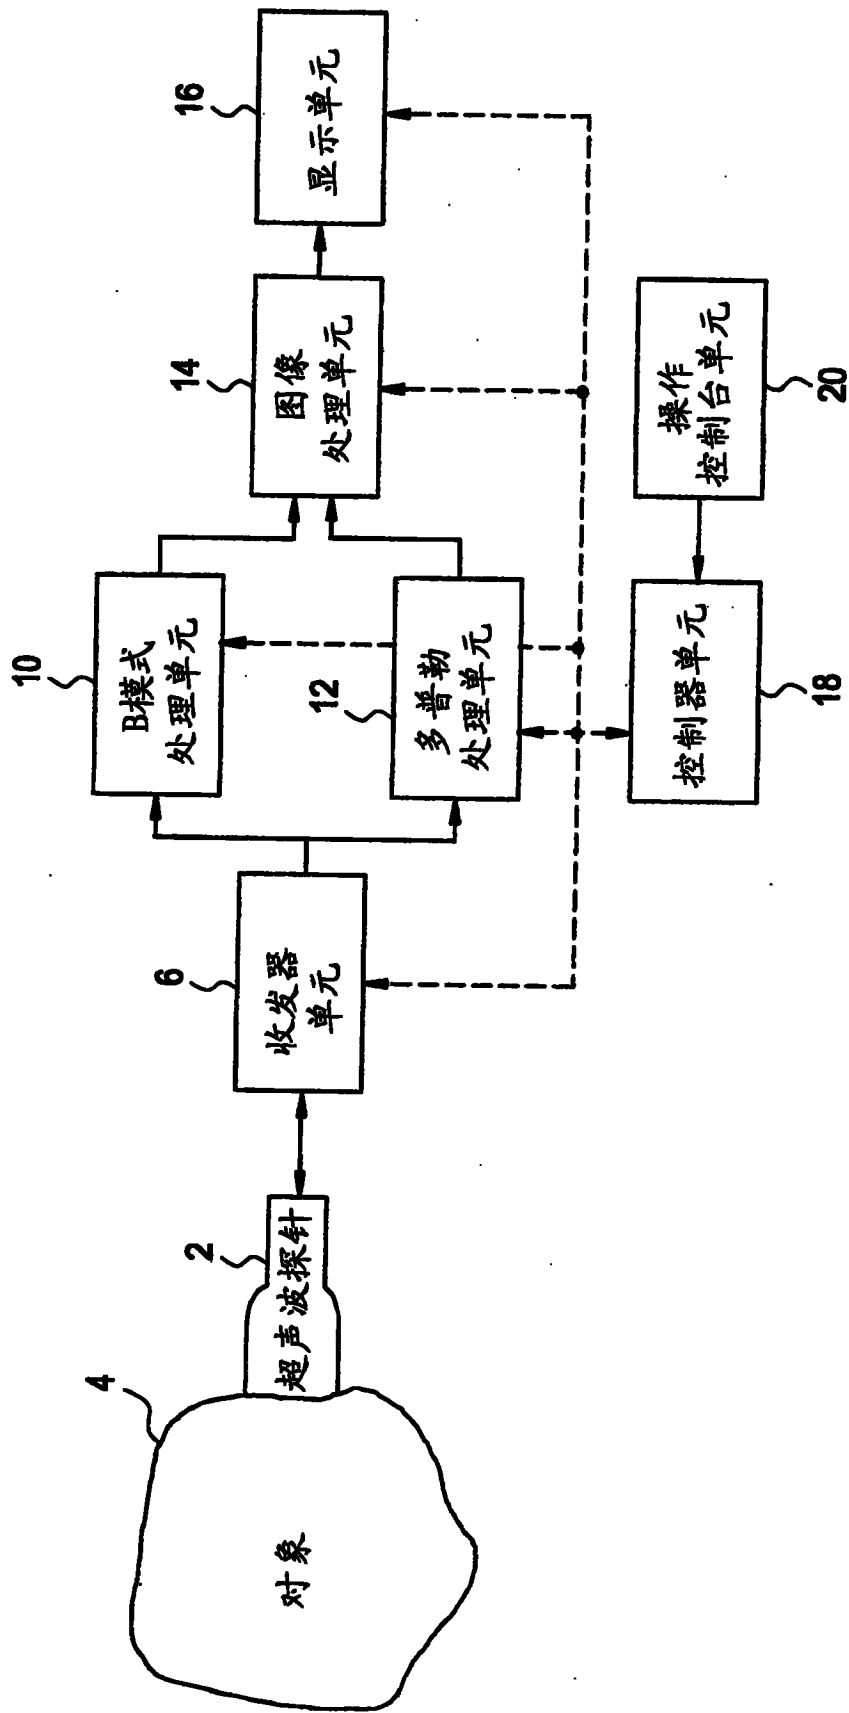 对象
4
超声波探针
2
收发器
单元
6
B模式
处理单元
10
多普勒
处理单元
12
图像
处理单元
14
显示单元
16
控制器单元
18
操作
控制台单元
20